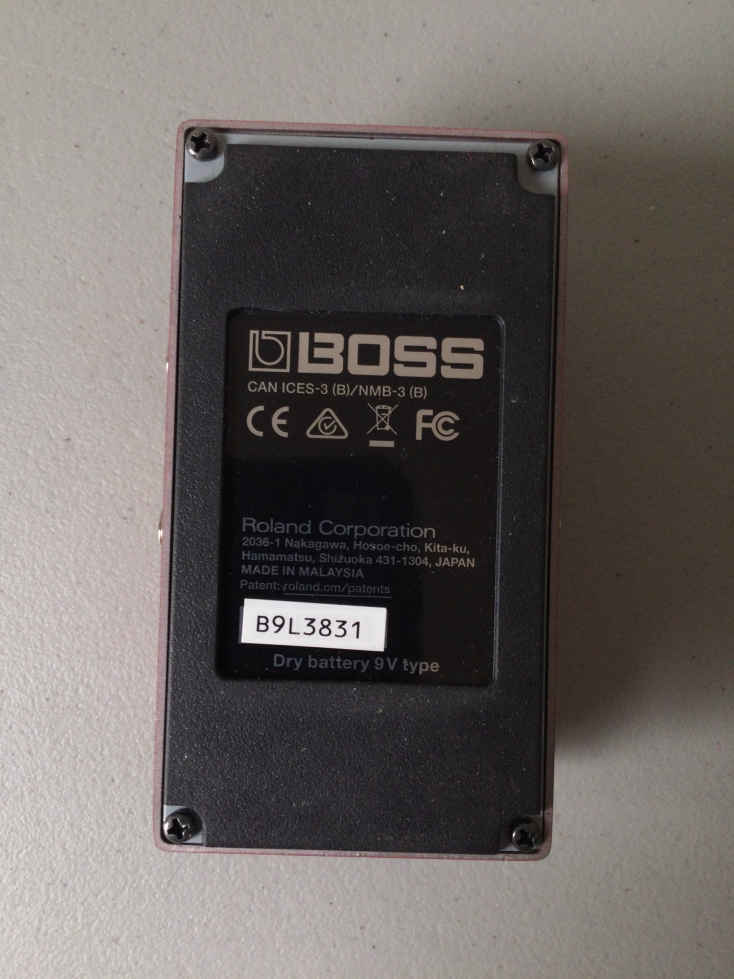 BOSS
CAN ICES-3 (B)/NMB-3 (B)
CE FC
Roland Corporation
2036-1 Nakagawa, Hosoe-cho, Kita-ku,
Hamamatsu, Shizuoka 431-1304, JAPAN
MADE IN MALAYSIA
Patent: roland.cm/patents
B9L3831
Dry battery 9V type